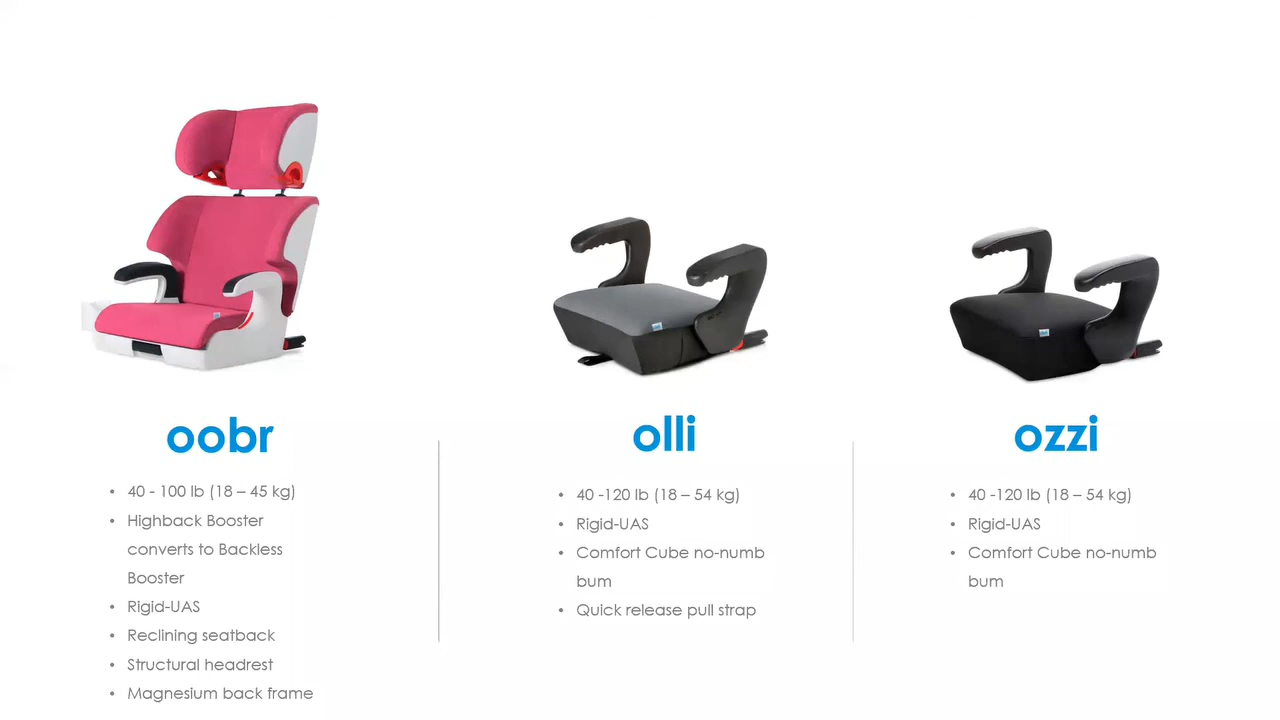 oobr
• 40 - 100 lb (18 – 45 kg)
• Highback Booster
converts to Backless
Booster
• Rigid-UAS
• Reclining seatback
• Structural headrest
• Magnesium back frame
olli
• 40 -120 lb (18 – 54 kg)
• Rigid-UAS
• Comfort Cube no-numb
bum
• Quick release pull strap
ozzi
• 40 -120 lb (18 – 54 kg)
• Rigid-UAS
• Comfort Cube no-numb
bum